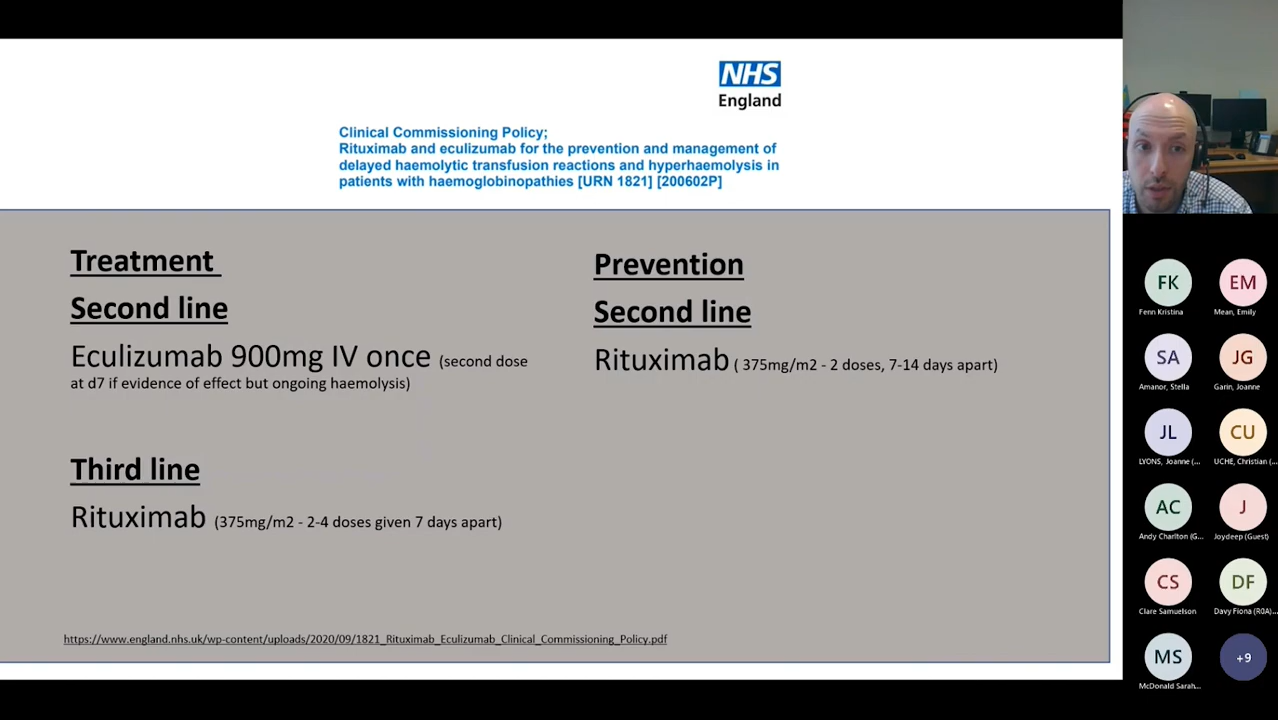 NHS
England
Clinical Commissioning Policy;
Rituximab and eculizumab for the prevention and management of
delayed haemolytic transfusion reactions and hyperhaemolysis in
patients with haemoglobinopathies [URN 1821] [200602P]
Treatment
Second line
Eculizumab 900mg IV once (second dose
at d7 if evidence of effect but ongoing haemolysis)
Third line
Rituximab (375mg/m2 - 2-4 doses given 7 days apart)
Prevention
Second line
Rituximab ( 375mg/m2 - 2 doses, 7-14 days apart)
https://www.england.nhs.uk/wp-content/uploads/2020/09/1821_Rituximab_Eculizumab_Clinical_Commissioning_Policy.pdf
FK
Fenn Kristina
EM
Mean, Emily
SA
Amanor, Stella
JG
Garin, Joanne
JL
LYONS, Joanne (...
CU
UCHE, Christian (...
AC
Andy Charlton (G...
J
Joydeep (Guest)
CS
Clare Samuelson
DF
Davy Fiona (R0A)...
MS
McDonald Sarah...
+9